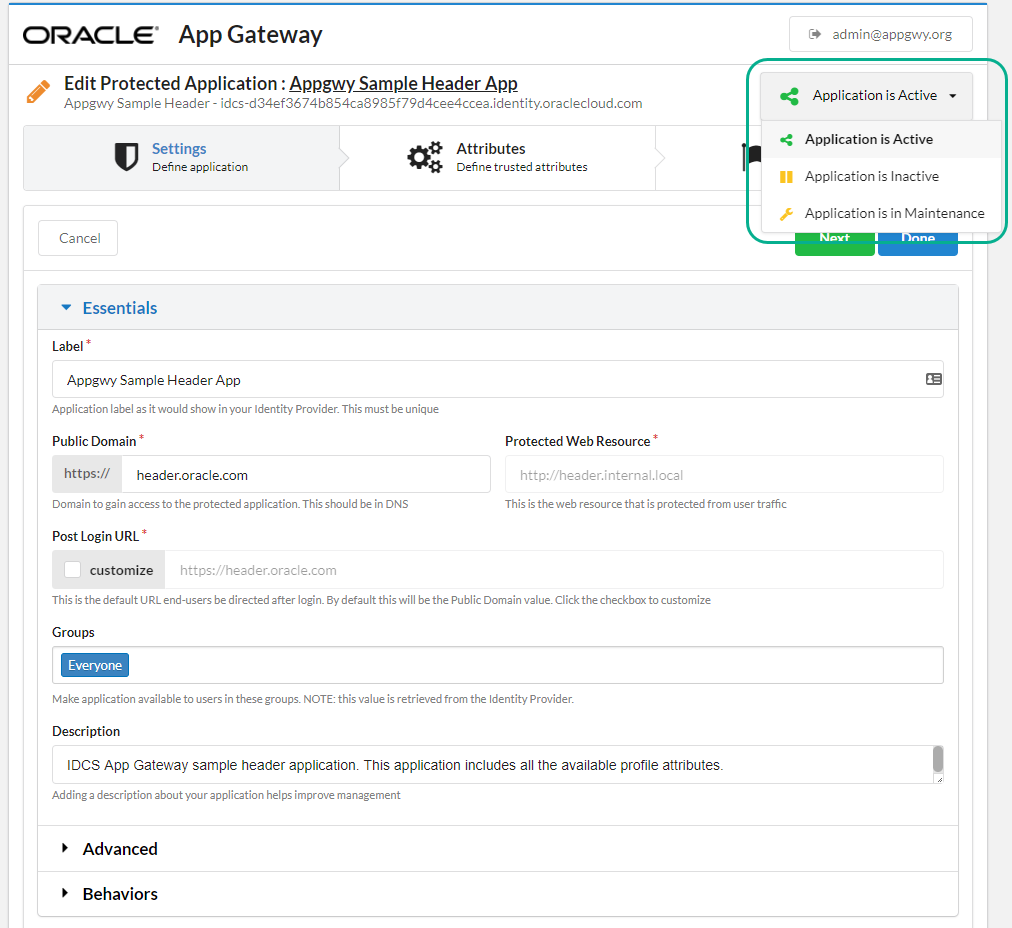 ORACLE App Gateway
admin@appgwy.org
Edit Protected Application : Appgwy Sample Header App
Appgwy Sample Header - idcs-d34ef3674b854ca8985f79d4cee4ccea.identity.oraclecloud.com
Application is Active
Application is Active
Application is Inactive
Application is in Maintenance
Settings
Define application
Attributes
Define trusted attributes
Cancel
Next
Done
Essentials
Label *
Appgwy Sample Header App
Application label as it would show in your Identity Provider. This must be unique
Public Domain *
https:// header.oracle.com
Domain to gain access to the protected application. This should be in DNS
Protected Web Resource *
http://header.internal.local
This is the web resource that is protected from user traffic
Post Login URL *
customize https://header.oracle.com
This is the default URL end-users be directed after login. By default this will be the Public Domain value. Click the checkbox to customize
Groups
Everyone
Make application available to users in these groups. NOTE: this value is retrieved from the Identity Provider.
Description
IDCS App Gateway sample header application. This application includes all the available profile attributes.
Adding a description about your application helps improve management
Advanced
Behaviors